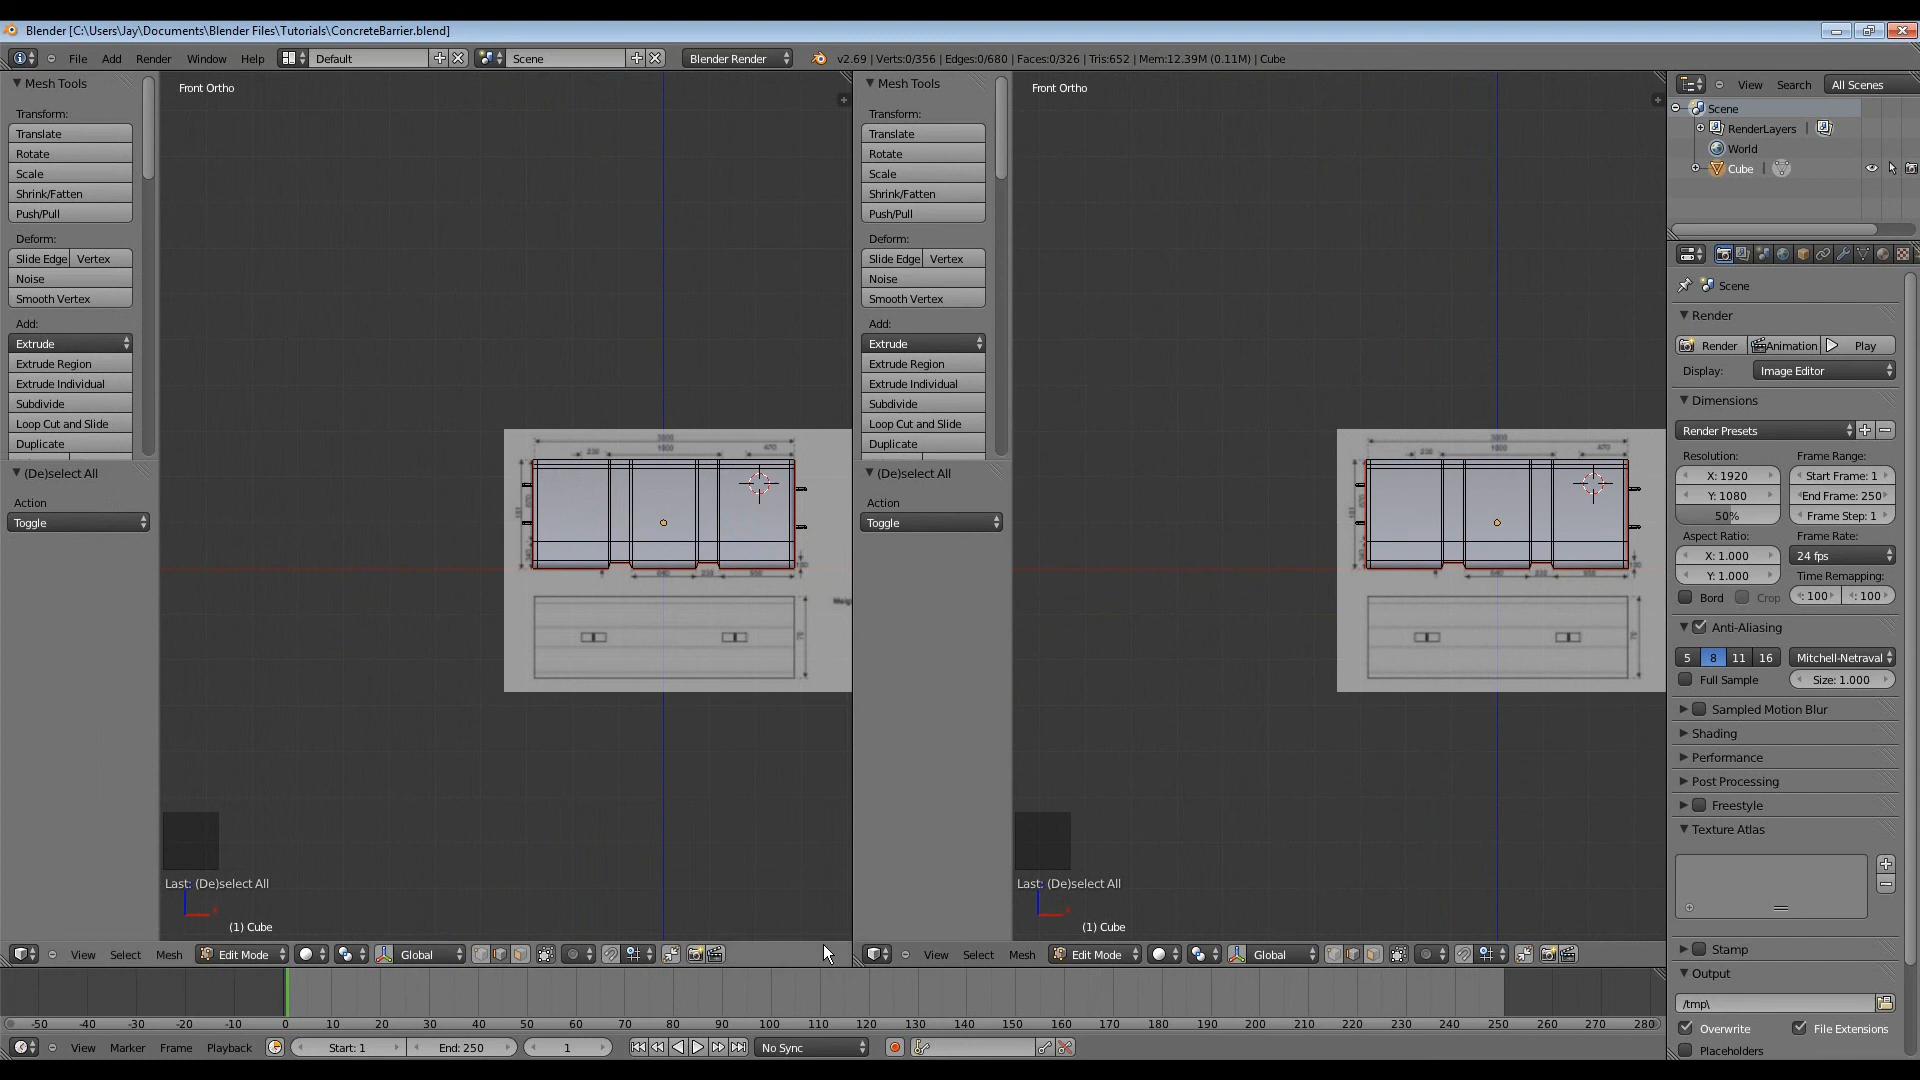 Blender [C:\Users\Jay\Documents\Blender Files\Tutorials\ConcreteBarrier.blend]
File Add Render Window Help Default Scene Blender Render v2.69 | Verts:0/356 | Edges:0/680 | Faces:0/326 | Tris:652 | Mem:12.39M (0.11M) | Cube
Mesh Tools
Transform:
Translate
Rotate
Scale
Shrink/Fatten
Push/Pull
Deform:
Slide Edge Vertex
Noise
Smooth Vertex
Add:
Extrude
Extrude Region
Extrude Individual
Subdivide
Loop Cut and Slide
Duplicate
(De)select All
Action
Toggle
Front Ortho
Last: (De)select All
(1) Cube
View Select Mesh Edit Mode Global
Mesh Tools
Transform:
Translate
Rotate
Scale
Shrink/Fatten
Push/Pull
Deform:
Slide Edge Vertex
Noise
Smooth Vertex
Add:
Extrude
Extrude Region
Extrude Individual
Subdivide
Loop Cut and Slide
Duplicate
(De)select All
Action
Toggle
Front Ortho
Last: (De)select All
(1) Cube
View Select Mesh Edit Mode Global
View Search All Scenes
Scene
RenderLayers
World
Cube
Scene
Render
Render Animation Play
Display: Image Editor
Dimensions
Render Presets
Resolution: Frame Range:
X: 1920 Start Frame: 1
Y: 1080 End Frame: 250
50% Frame Step: 1
Aspect Ratio: Frame Rate:
X: 1.000 24 fps
Y: 1.000 Time Remapping:
Bord Crop : 100 : 100
Anti-Aliasing
5 8 11 16 Mitchell-Netraval
Full Sample Size: 1.000
Sampled Motion Blur
Shading
Performance
Post Processing
Freestyle
Texture Atlas
Stamp
Output
/tmp\
Overwrite File Extensions
Placeholders
-50 -40 -30 -20 -10 0 10 20 30 40 50 60 70 80 90 100 110 120 130 140 150 160 170 180 190 200 210 220 230 240 250 260 270 280
View Marker Frame Playback Start: 1 End: 250 1 No Sync